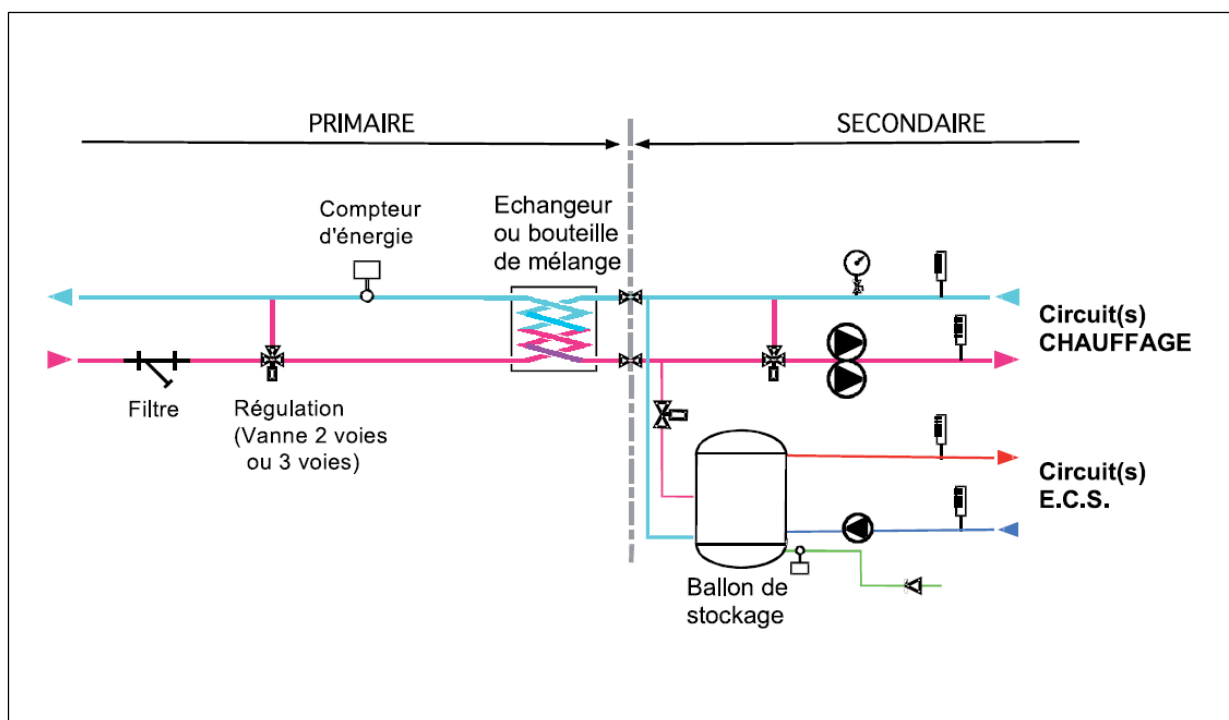 PRIMAIRE
SECONDAIRE
Compteur
d'énergie
Echangeur
ou bouteille
de mélange
Circuit(s)
CHAUFFAGE
Filtre
Régulation
(Vanne 2 voies
ou 3 voies)
Circuit(s)
E.C.S.
Ballon de
stockage